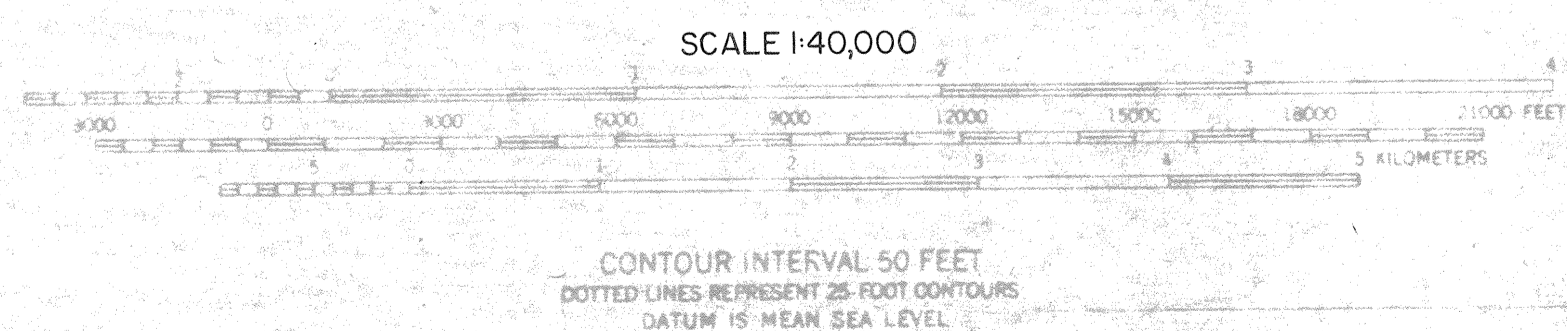 SCALE 1:40,000
1 2 3 4
3000 0 3000 6000 9000 12000 15000 18000 21000 FEET
5 0 1 2 3 4 5 KILOMETERS
CONTOUR INTERVAL 50 FEET
DOTTED LINES REPRESENT 25-FOOT CONTOURS
DATUM IS MEAN SEA LEVEL